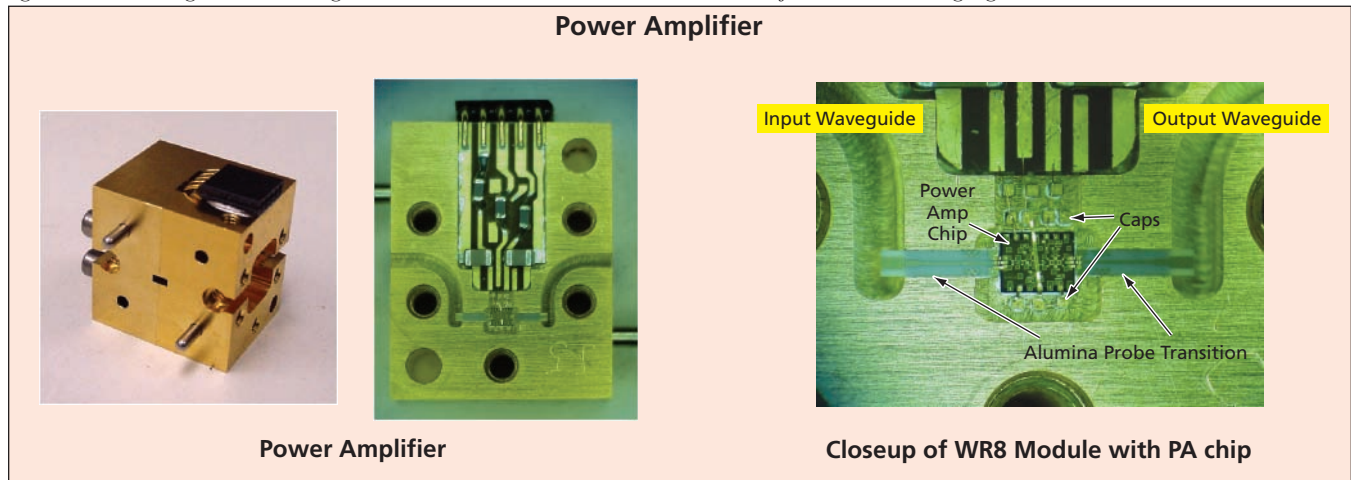 Power Amplifier
Input Waveguide
Output Waveguide
Power
Amp
Chip
Caps
Alumina Probe Transition
Power Amplifier
Closeup of WR8 Module with PA chip